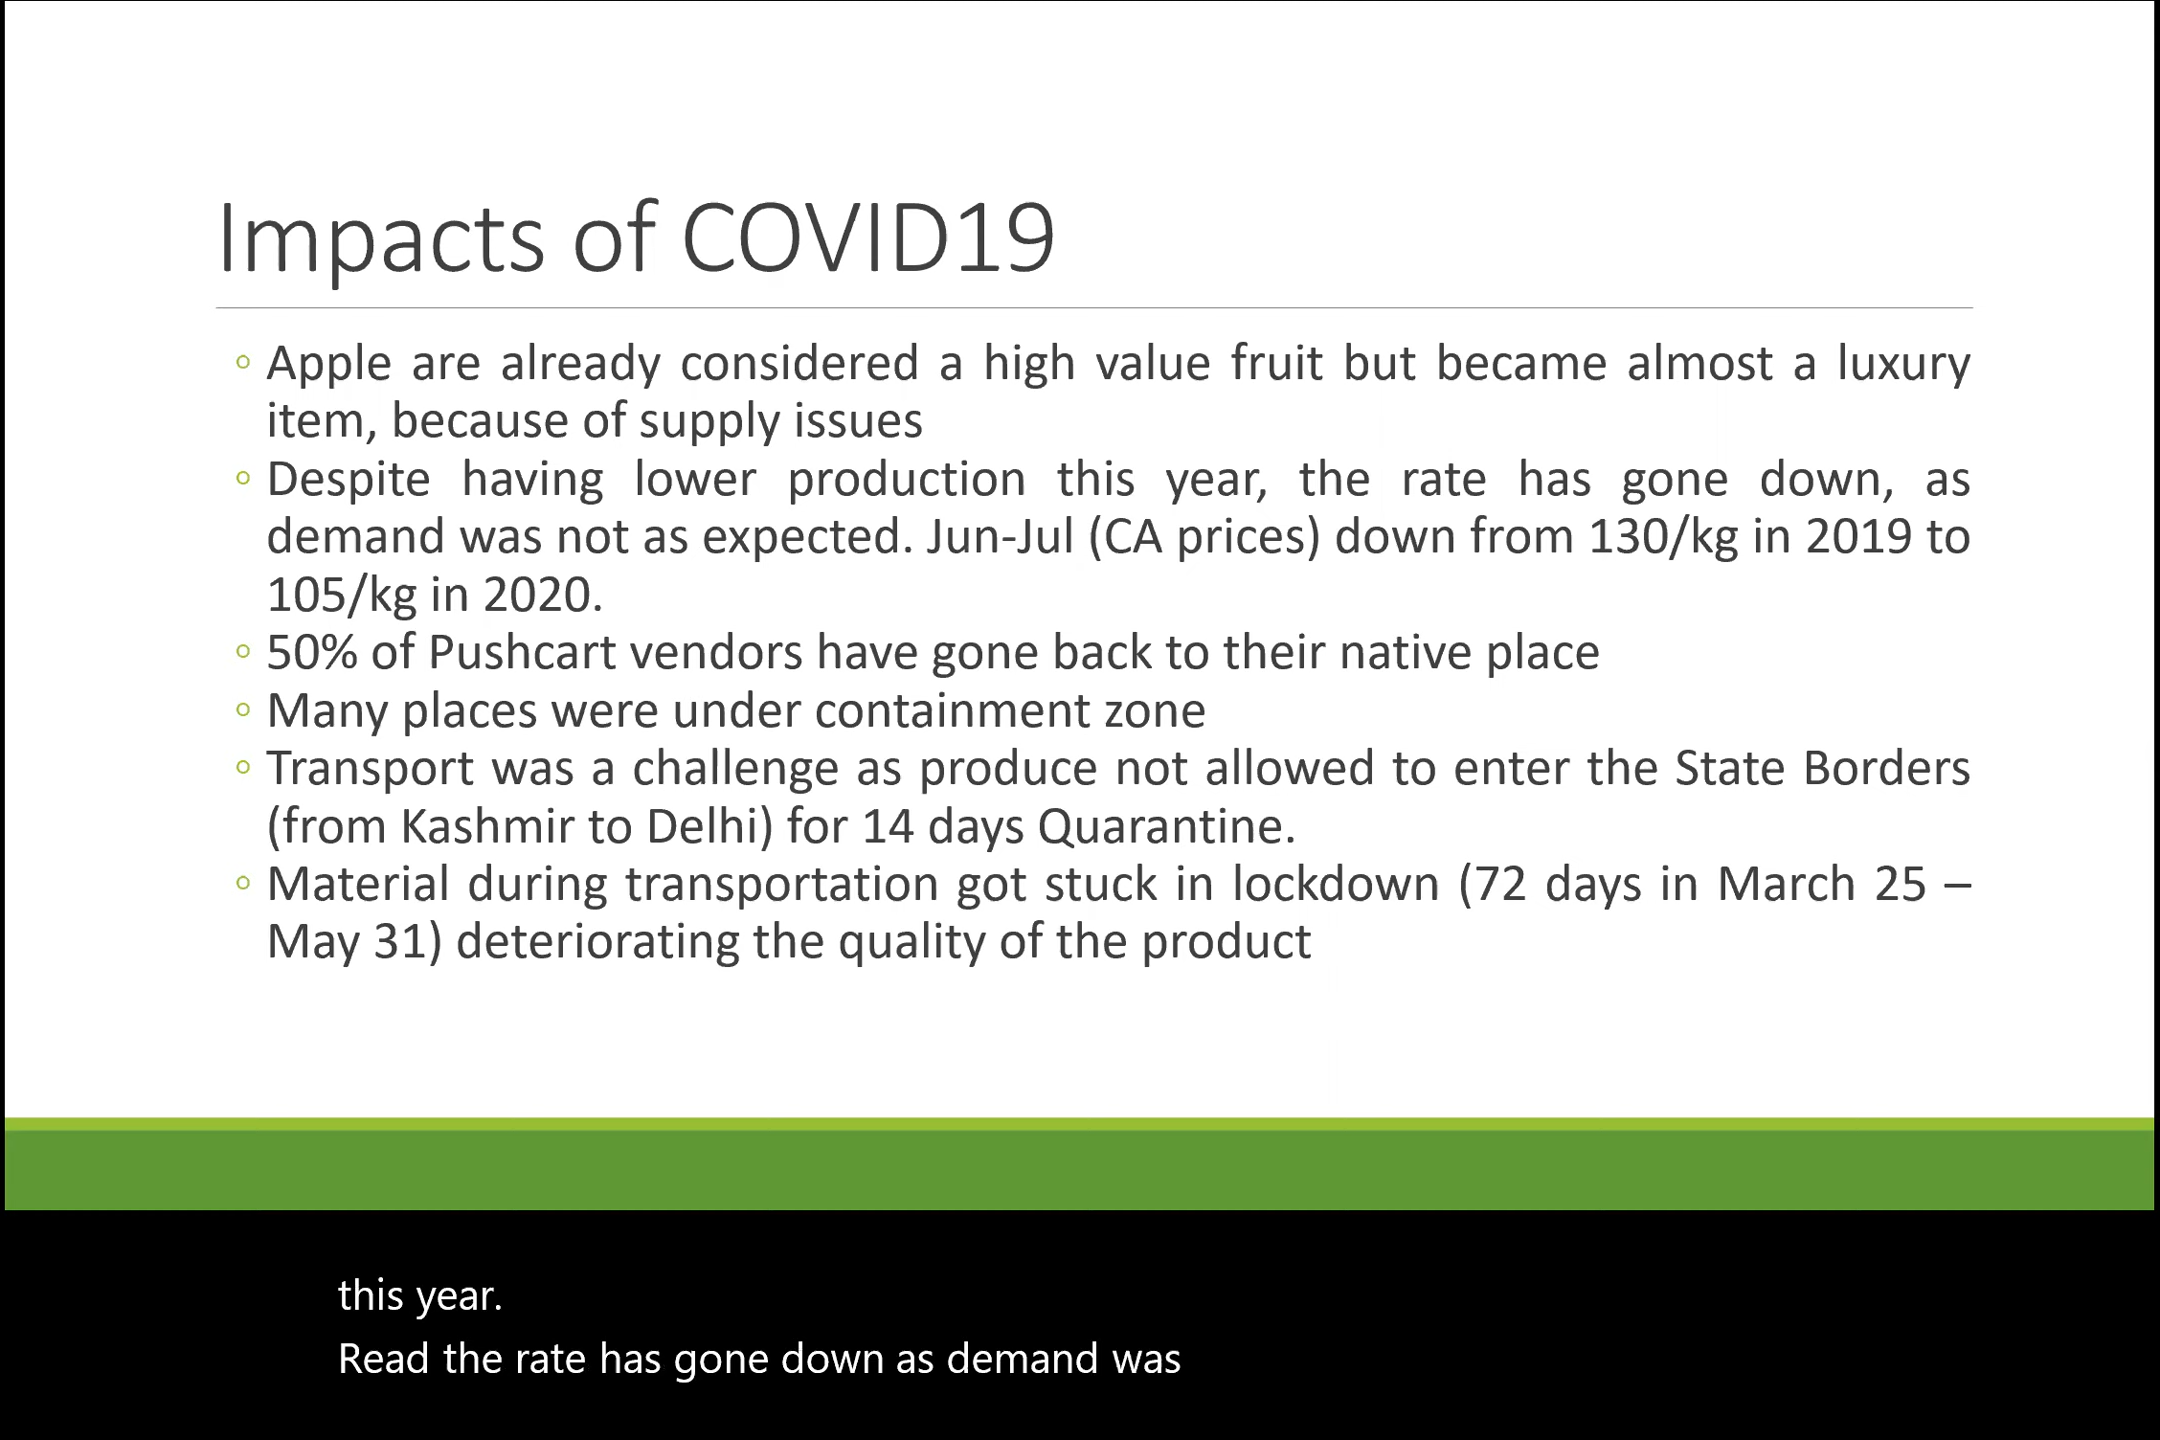 Impacts of COVID19
◦ Apple are already considered a high value fruit but became almost a luxury
item, because of supply issues
◦ Despite having lower production this year, the rate has gone down, as
demand was not as expected. Jun-Jul (CA prices) down from 130/kg in 2019 to
105/kg in 2020.
◦ 50% of Pushcart vendors have gone back to their native place
◦ Many places were under containment zone
◦ Transport was a challenge as produce not allowed to enter the State Borders
(from Kashmir to Delhi) for 14 days Quarantine.
◦ Material during transportation got stuck in lockdown (72 days in March 25 –
May 31) deteriorating the quality of the product
this year.
Read the rate has gone down as demand was